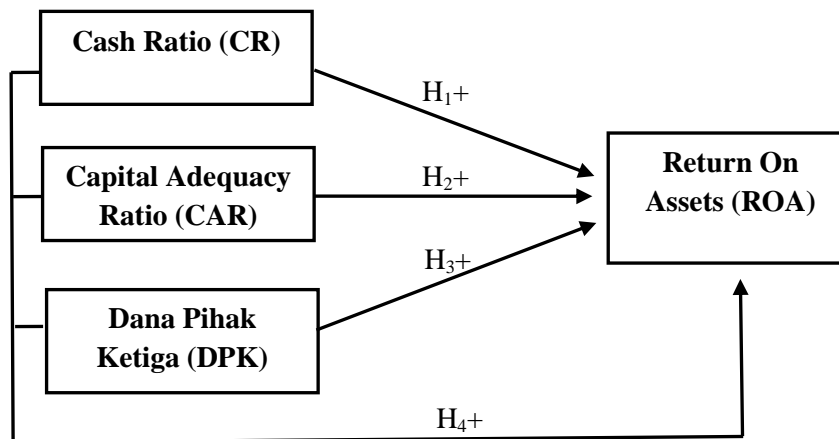 Cash Ratio (CR)
H₁+
Capital Adequacy
Ratio (CAR)
H₂+
Return On
Assets (ROA)
H₃+
Dana Pihak
Ketiga (DPK)
H₄+